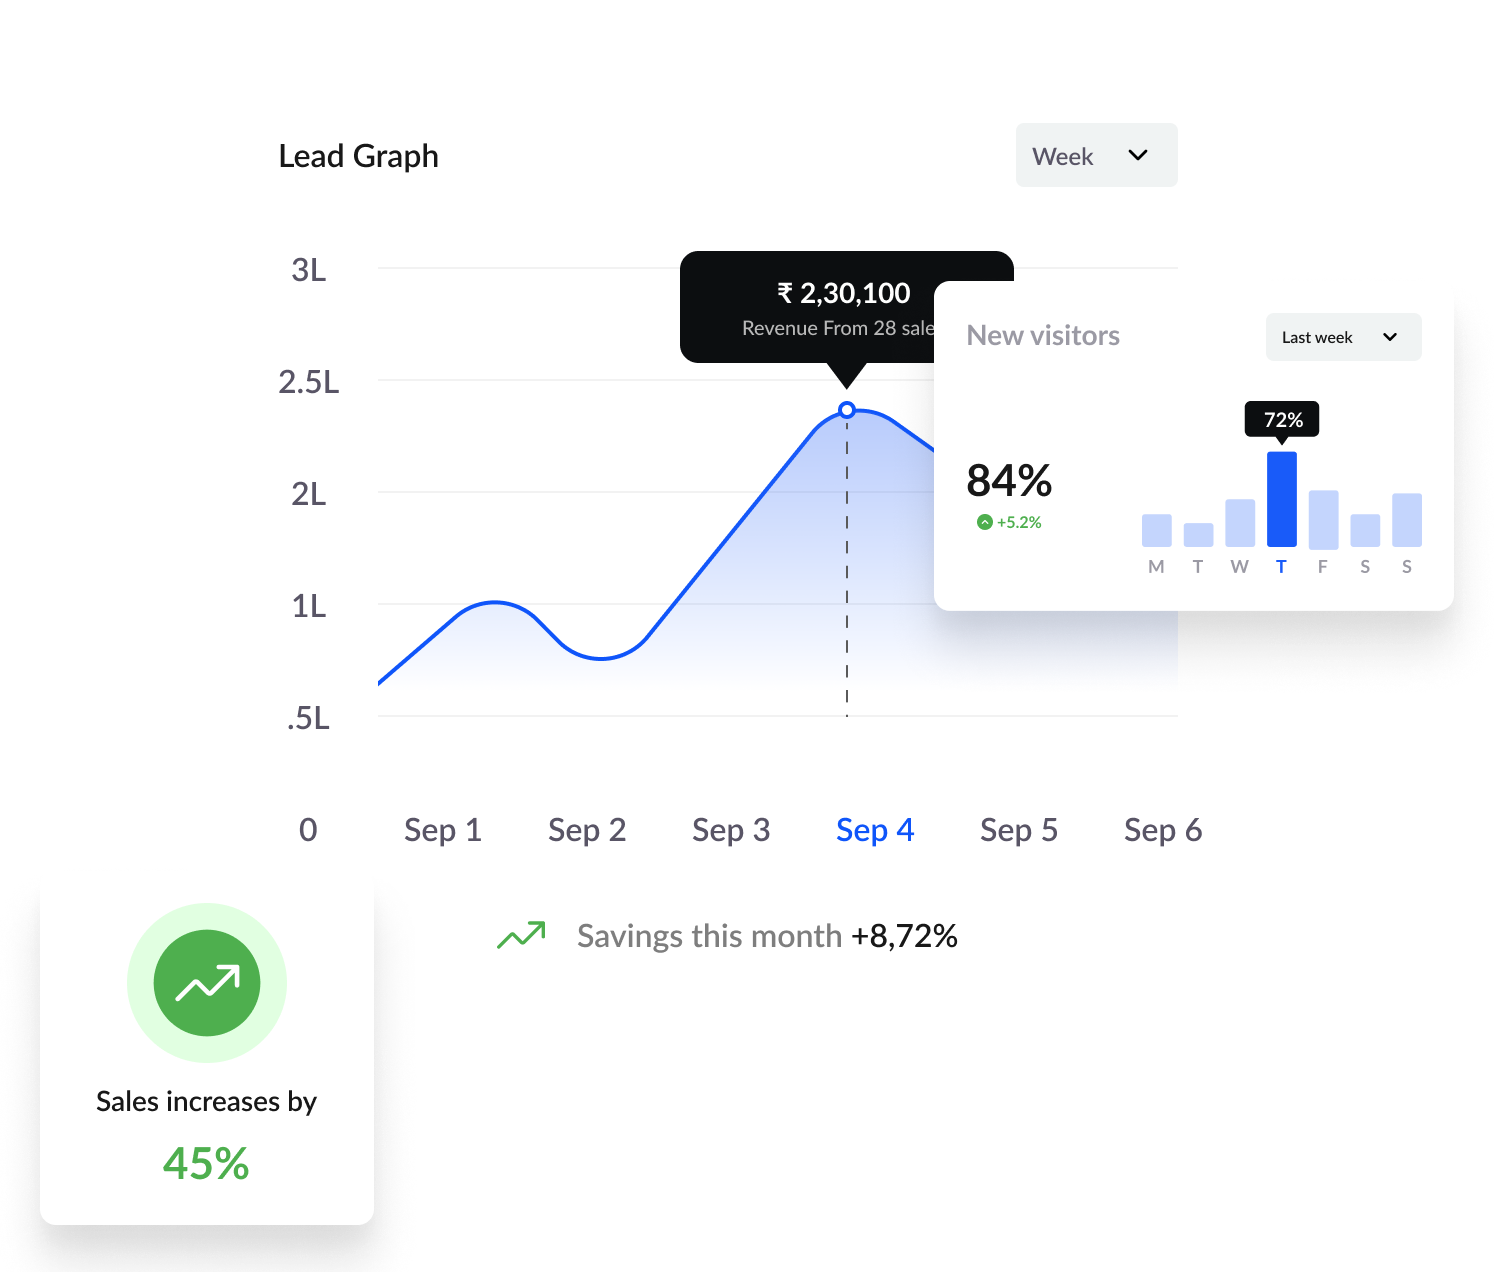 Lead Graph
Week
3L
2.5L
2L
1L
.5L
0
₹ 2,30,100
Revenue From 28 sale
New visitors
Last week
72%
84%
+5.2%
M T W T F S S
Sep 1 Sep 2 Sep 3 Sep 4 Sep 5 Sep 6
Savings this month +8,72%
Sales increases by
45%